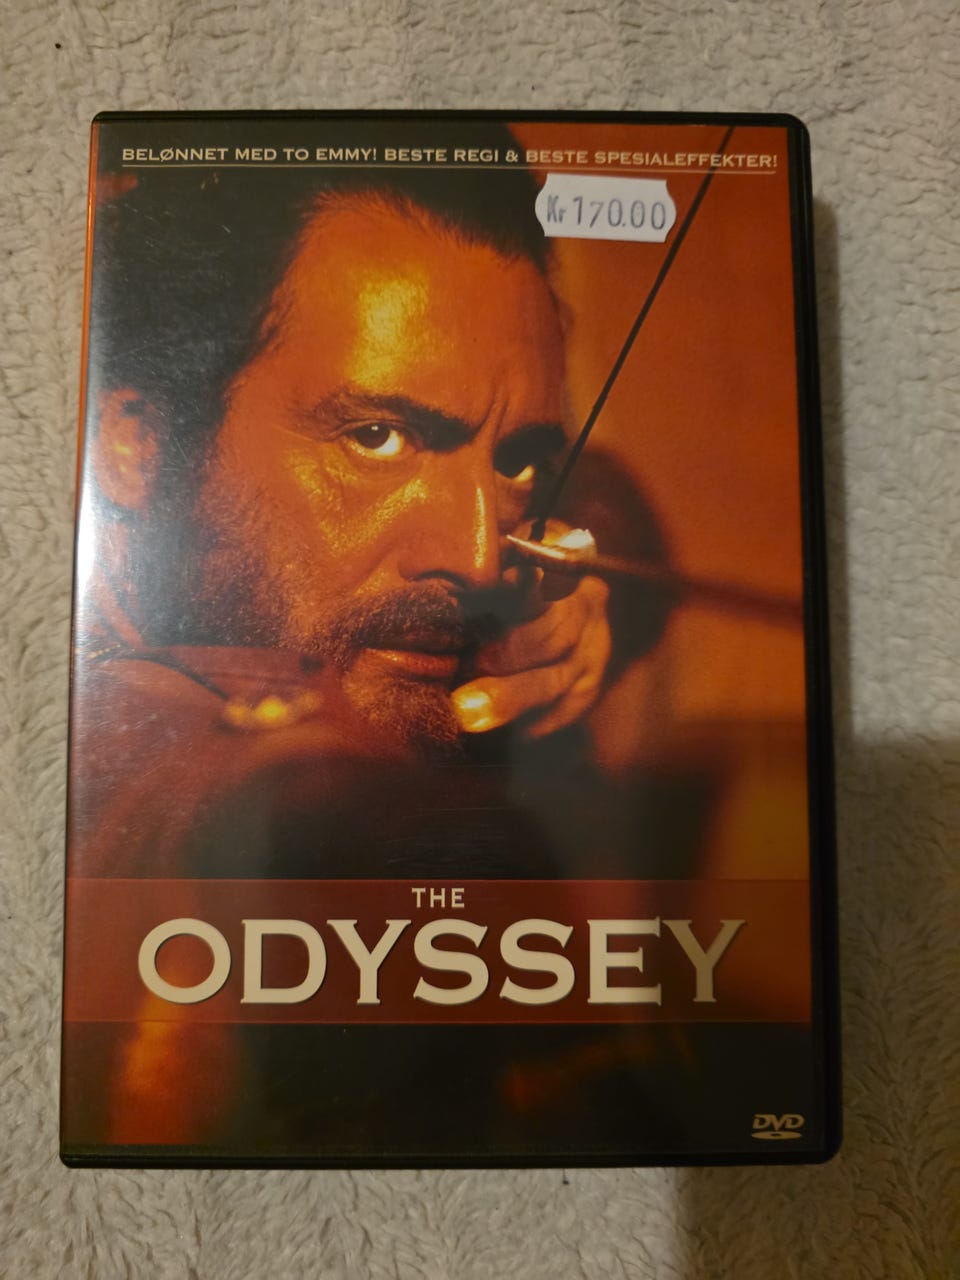 BELØNNET MED TO EMMY! BESTE REGI & BESTE SPESIALEFFEKTER!
Kr 170.00
THE
ODYSSEY
DVD